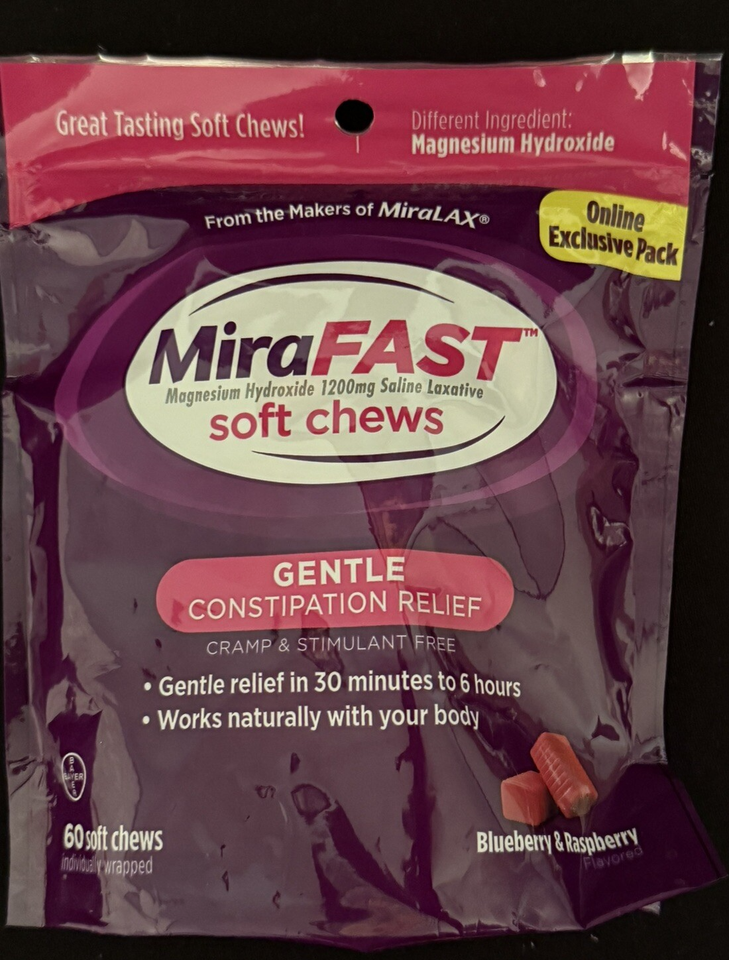 Great Tasting Soft Chews!
Different Ingredient:
Magnesium Hydroxide
From the Makers of MiraLAX®
Online
Exclusive Pack
MiraFAST™
Magnesium Hydroxide 1200mg Saline Laxative
soft chews
GENTLE
CONSTIPATION RELIEF
CRAMP & STIMULANT FREE
• Gentle relief in 30 minutes to 6 hours
• Works naturally with your body
BAYER
BAYER
60 soft chews
individually wrapped
Blueberry & Raspberry
Flavored